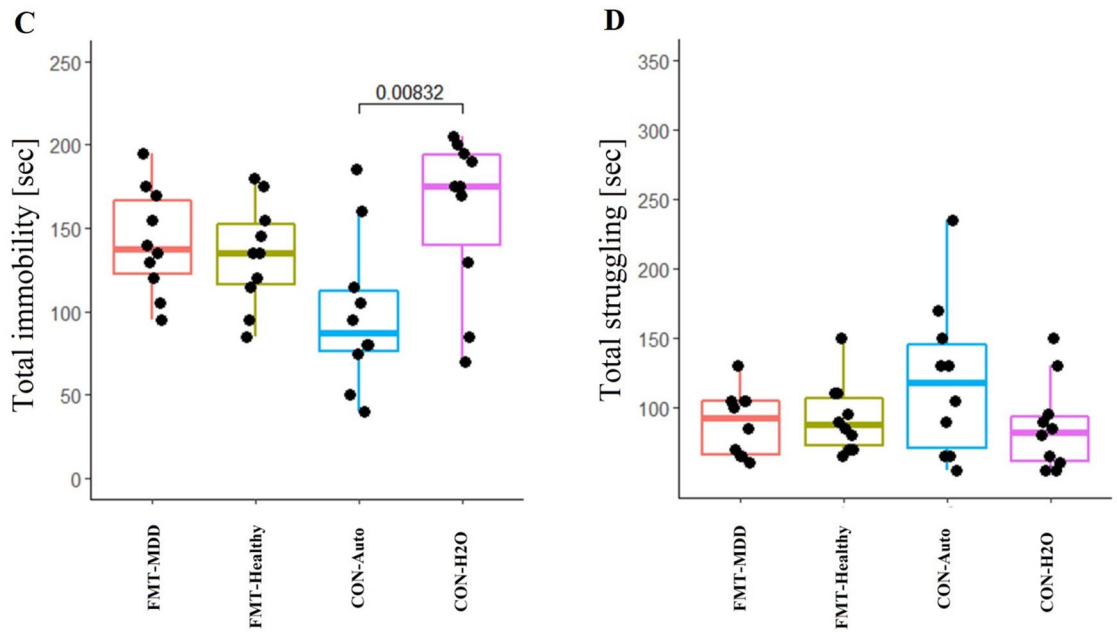 C
Total immobility [sec]
250
200
150
100
50
0
0.00832
FMT-MDD
FMT-Healthy
CON-Auto
CON-H2O
D
Total struggling [sec]
350
300
250
200
150
100
FMT-MDD
FMT-Healthy
CON-Auto
CON-H2O